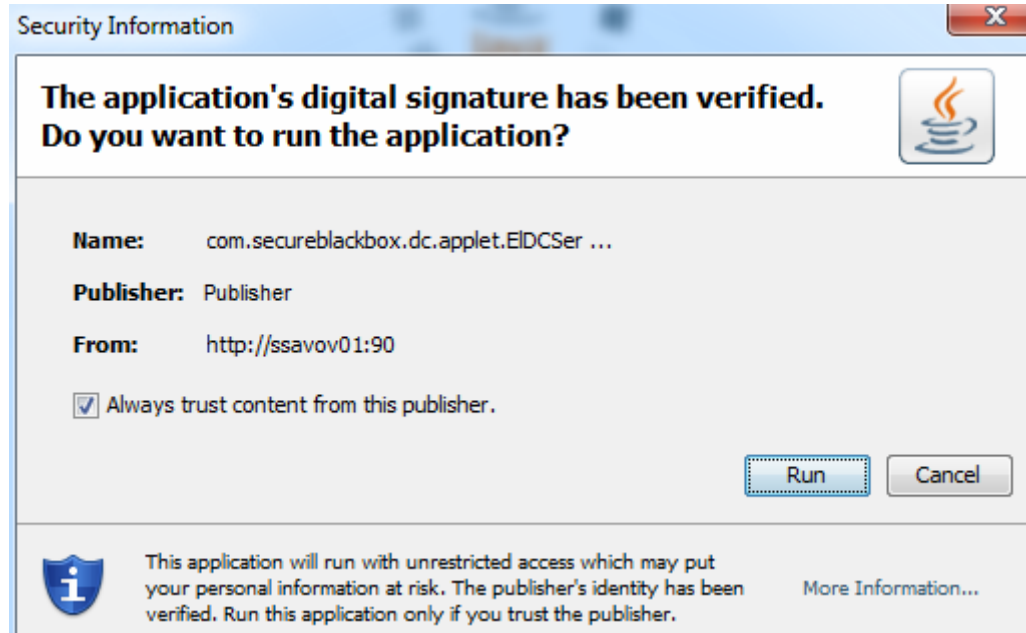 Security Information
The application's digital signature has been verified.
Do you want to run the application?
Name: com.secureblackbox.dc.applet.ElDCSer ...
Publisher: Publisher
From: http://ssavov01:90
Always trust content from this publisher.
Run Cancel
This application will run with unrestricted access which may put
your personal information at risk. The publisher's identity has been More Information...
verified. Run this application only if you trust the publisher.